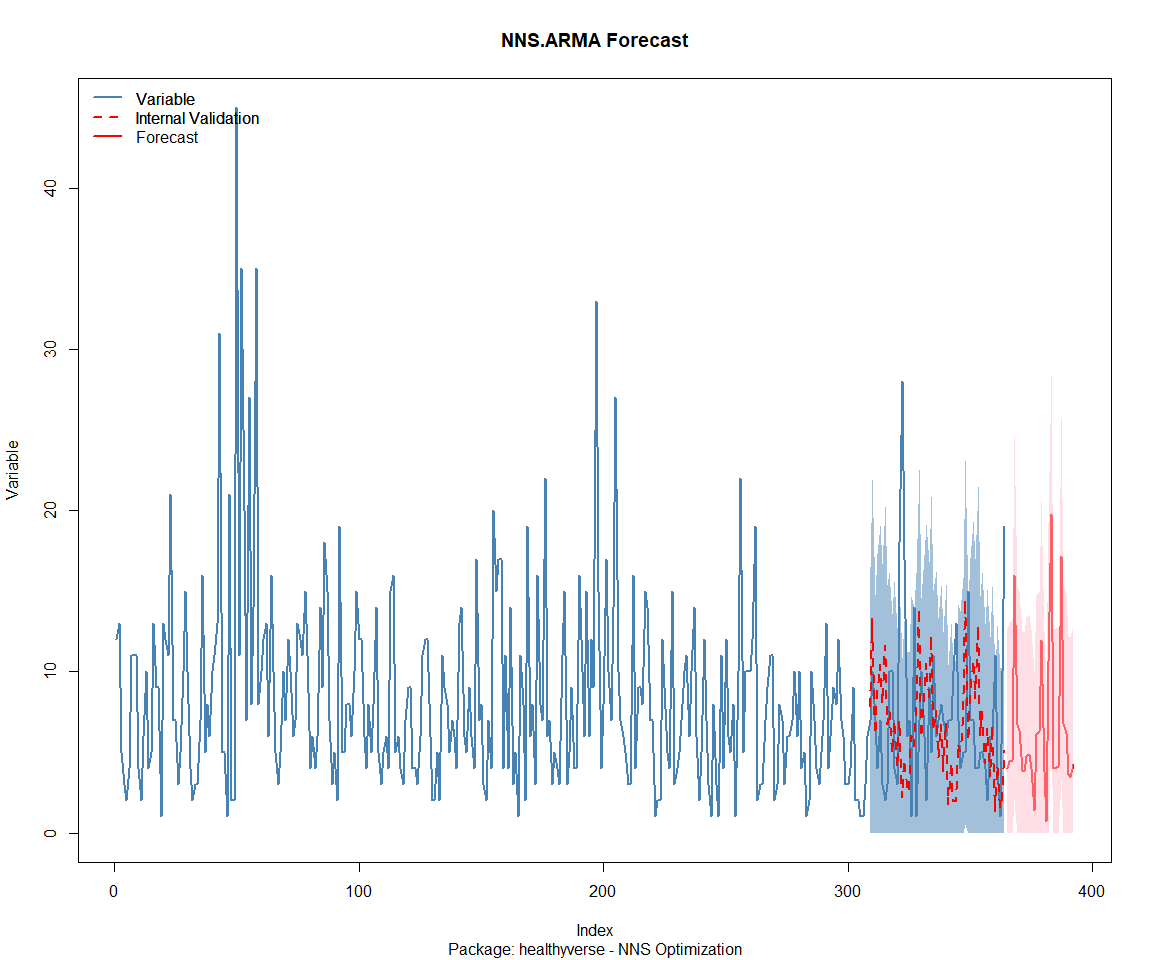 NNS.ARMA Forecast
Variable
Internal Validation
Forecast
Variable
40
30
20
10
0
0
100
200
300
400
Index
Package: healthyverse - NNS Optimization